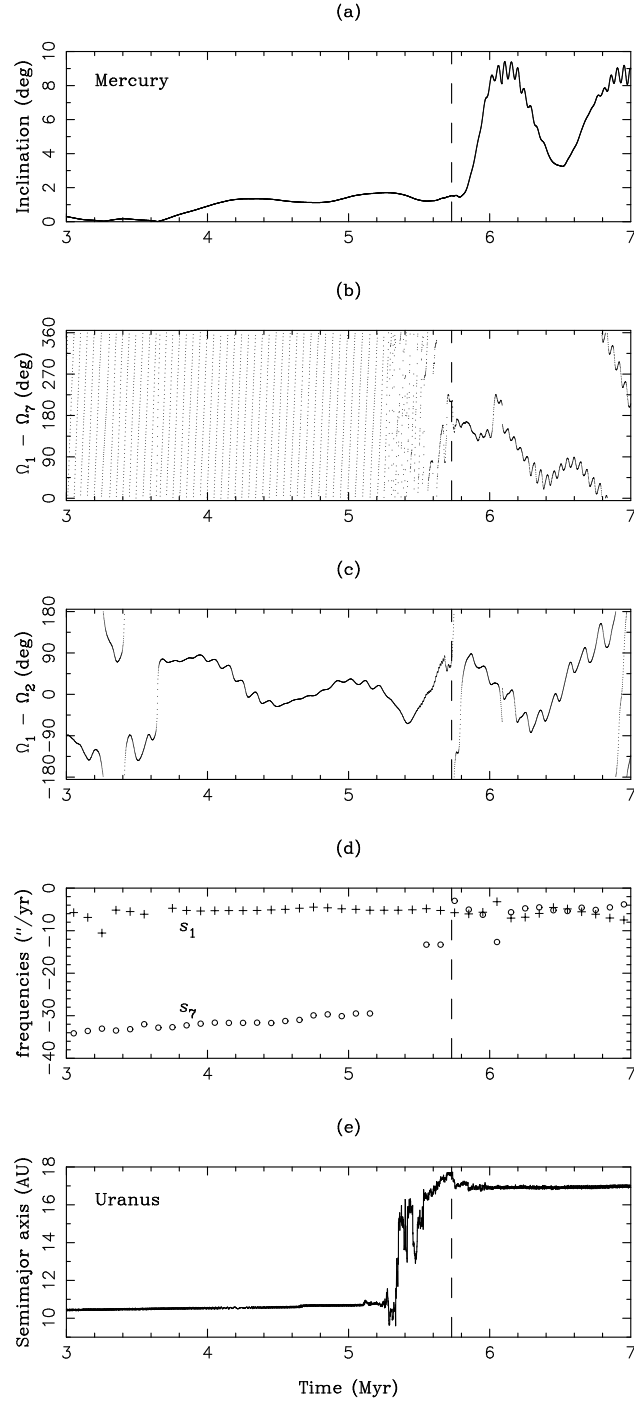 (a)
Inclination (deg)
Mercury
0 2 4 6 8 10
3 4 5 6 7
(b)
Ω1 − Ω7 (deg)
0 90 180 270 360
3 4 5 6 7
(c)
Ω1 − Ω2 (deg)
−180 −90 0 90 180
3 4 5 6 7
(d)
frequencies ("/yr)
s1
s7
−40 −30 −20 −10 0
3 4 5 6 7
(e)
Semimajor axis (AU)
Uranus
10 12 14 16 18
3 4 5 6 7
Time (Myr)